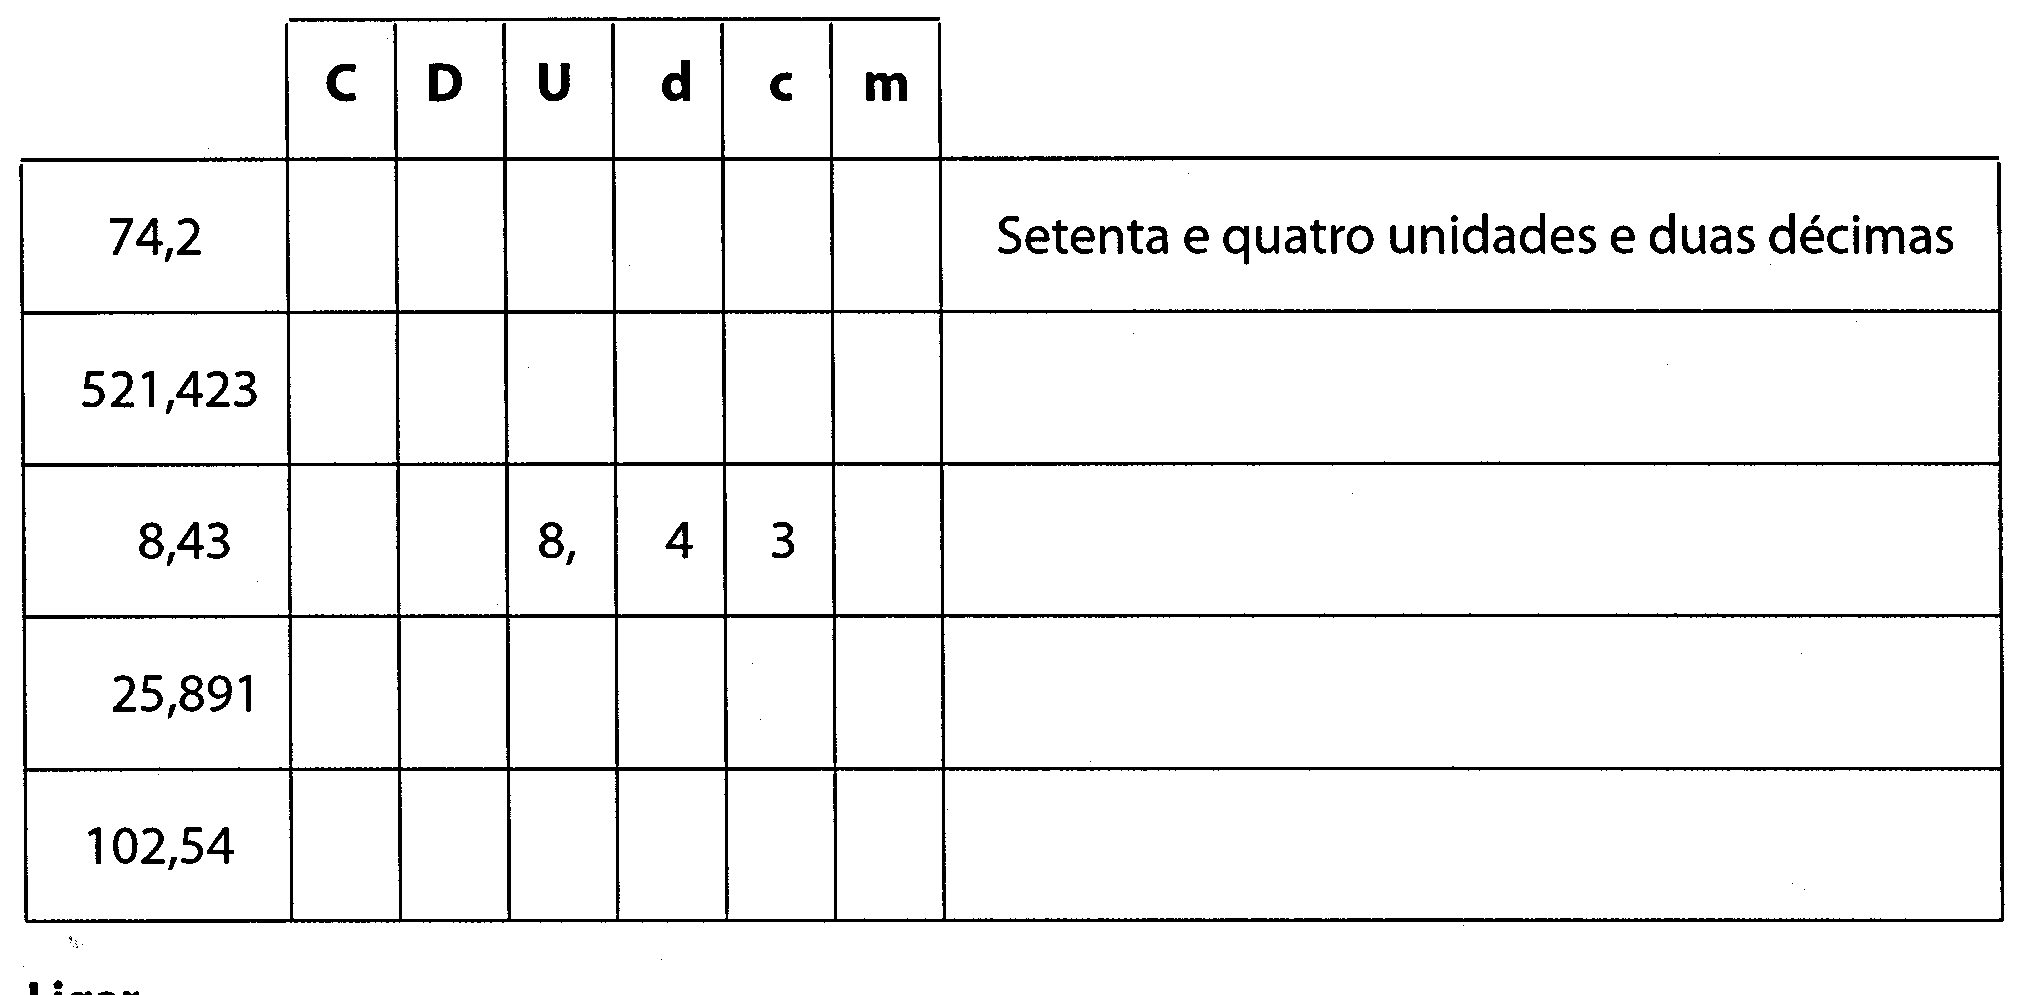 C D U d c m
74,2 Setenta e quatro unidades e duas décimas
521,423
8,43 8, 4 3
25,891
102,54